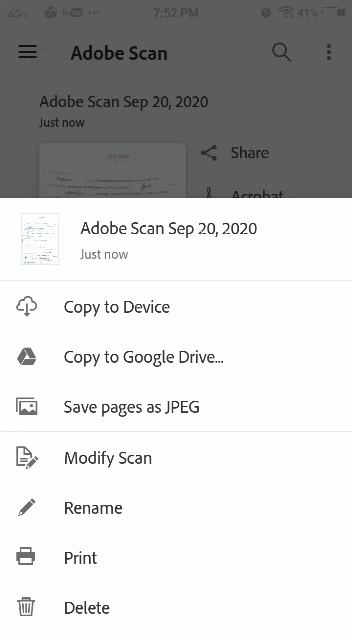 4G 7:52 PM 41%
Adobe Scan
Adobe Scan Sep 20, 2020
Just now
Share
Acrobat
Adobe Scan Sep 20, 2020
Just now
Copy to Device
Copy to Google Drive...
Save pages as JPEG
Modify Scan
Rename
Print
Delete